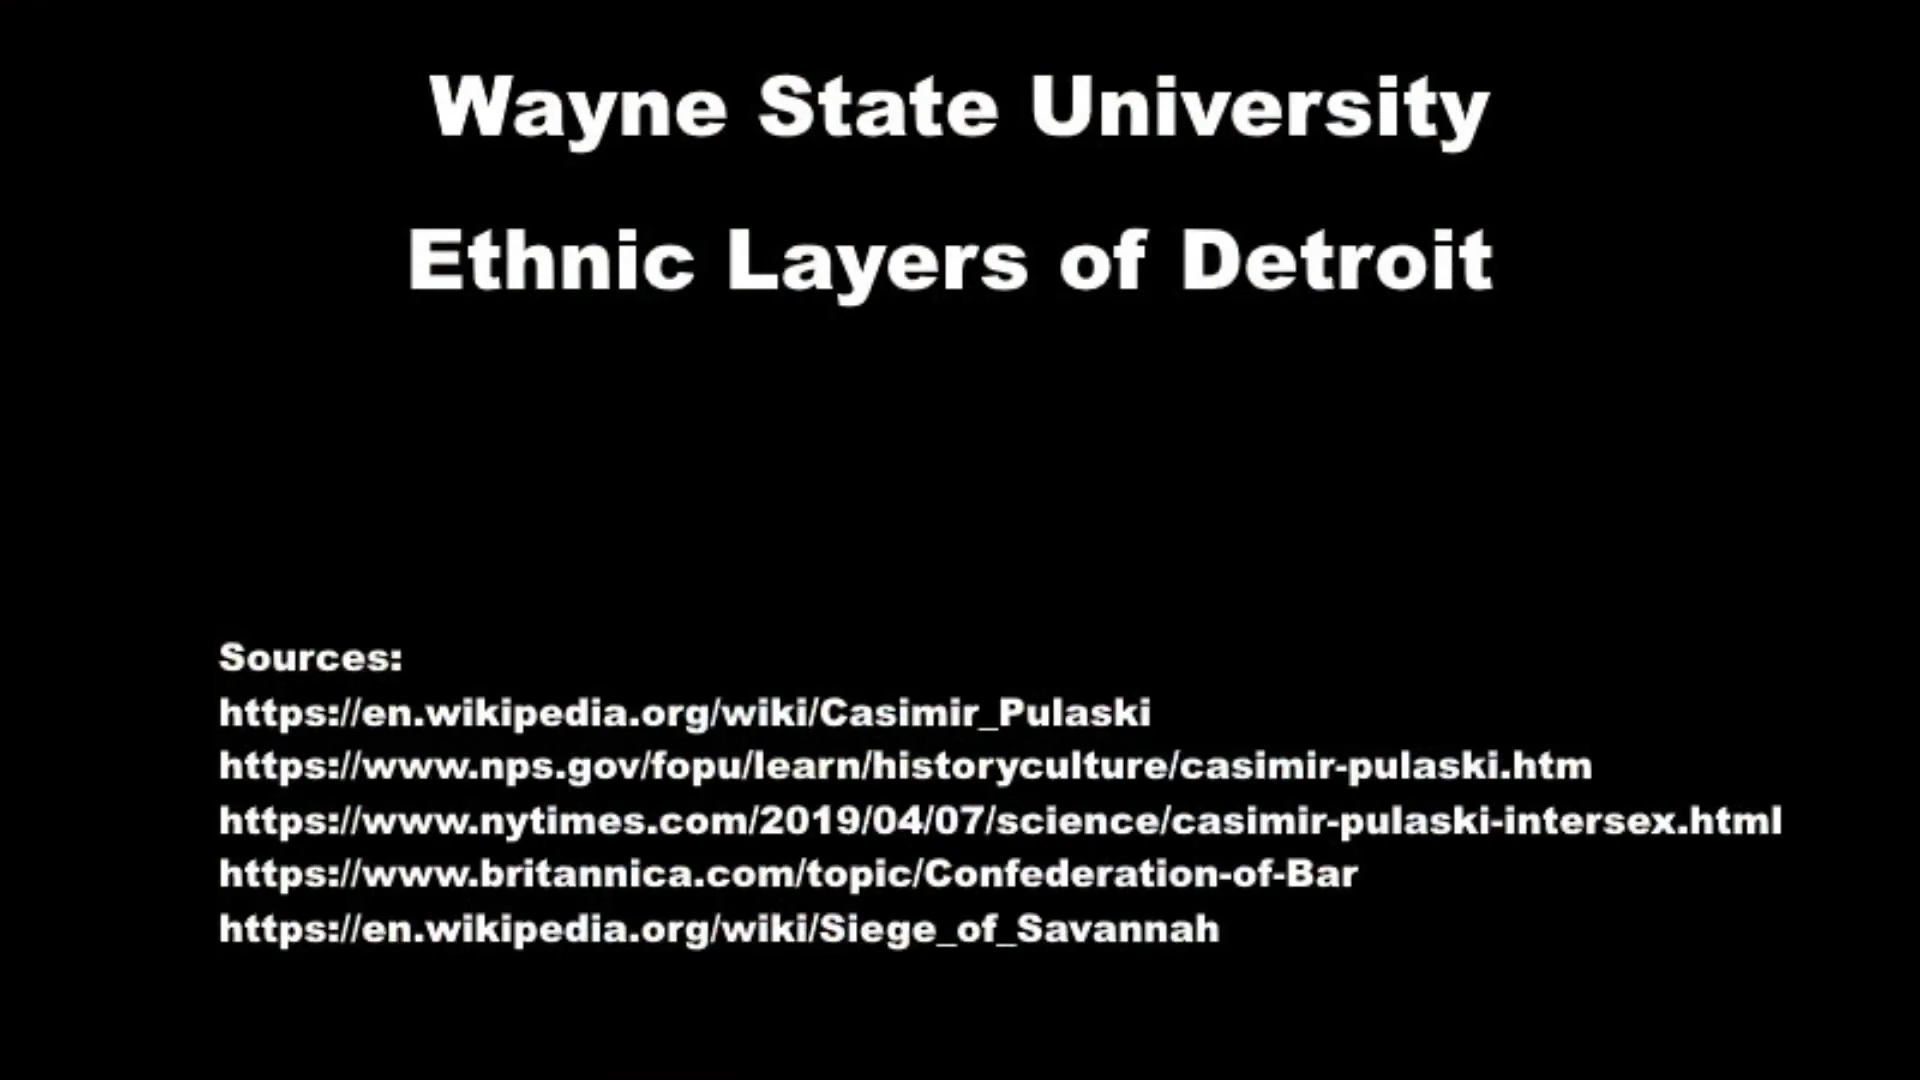 Wayne State University
Ethnic Layers of Detroit
Sources:
https://en.wikipedia.org/wiki/Casimir_Pulaski
https://www.nps.gov/fopu/learn/historyculture/casimir-pulaski.htm
https://www.nytimes.com/2019/04/07/science/casimir-pulaski-intersex.html
https://www.britannica.com/topic/Confederation-of-Bar
https://en.wikipedia.org/wiki/Siege_of_Savannah